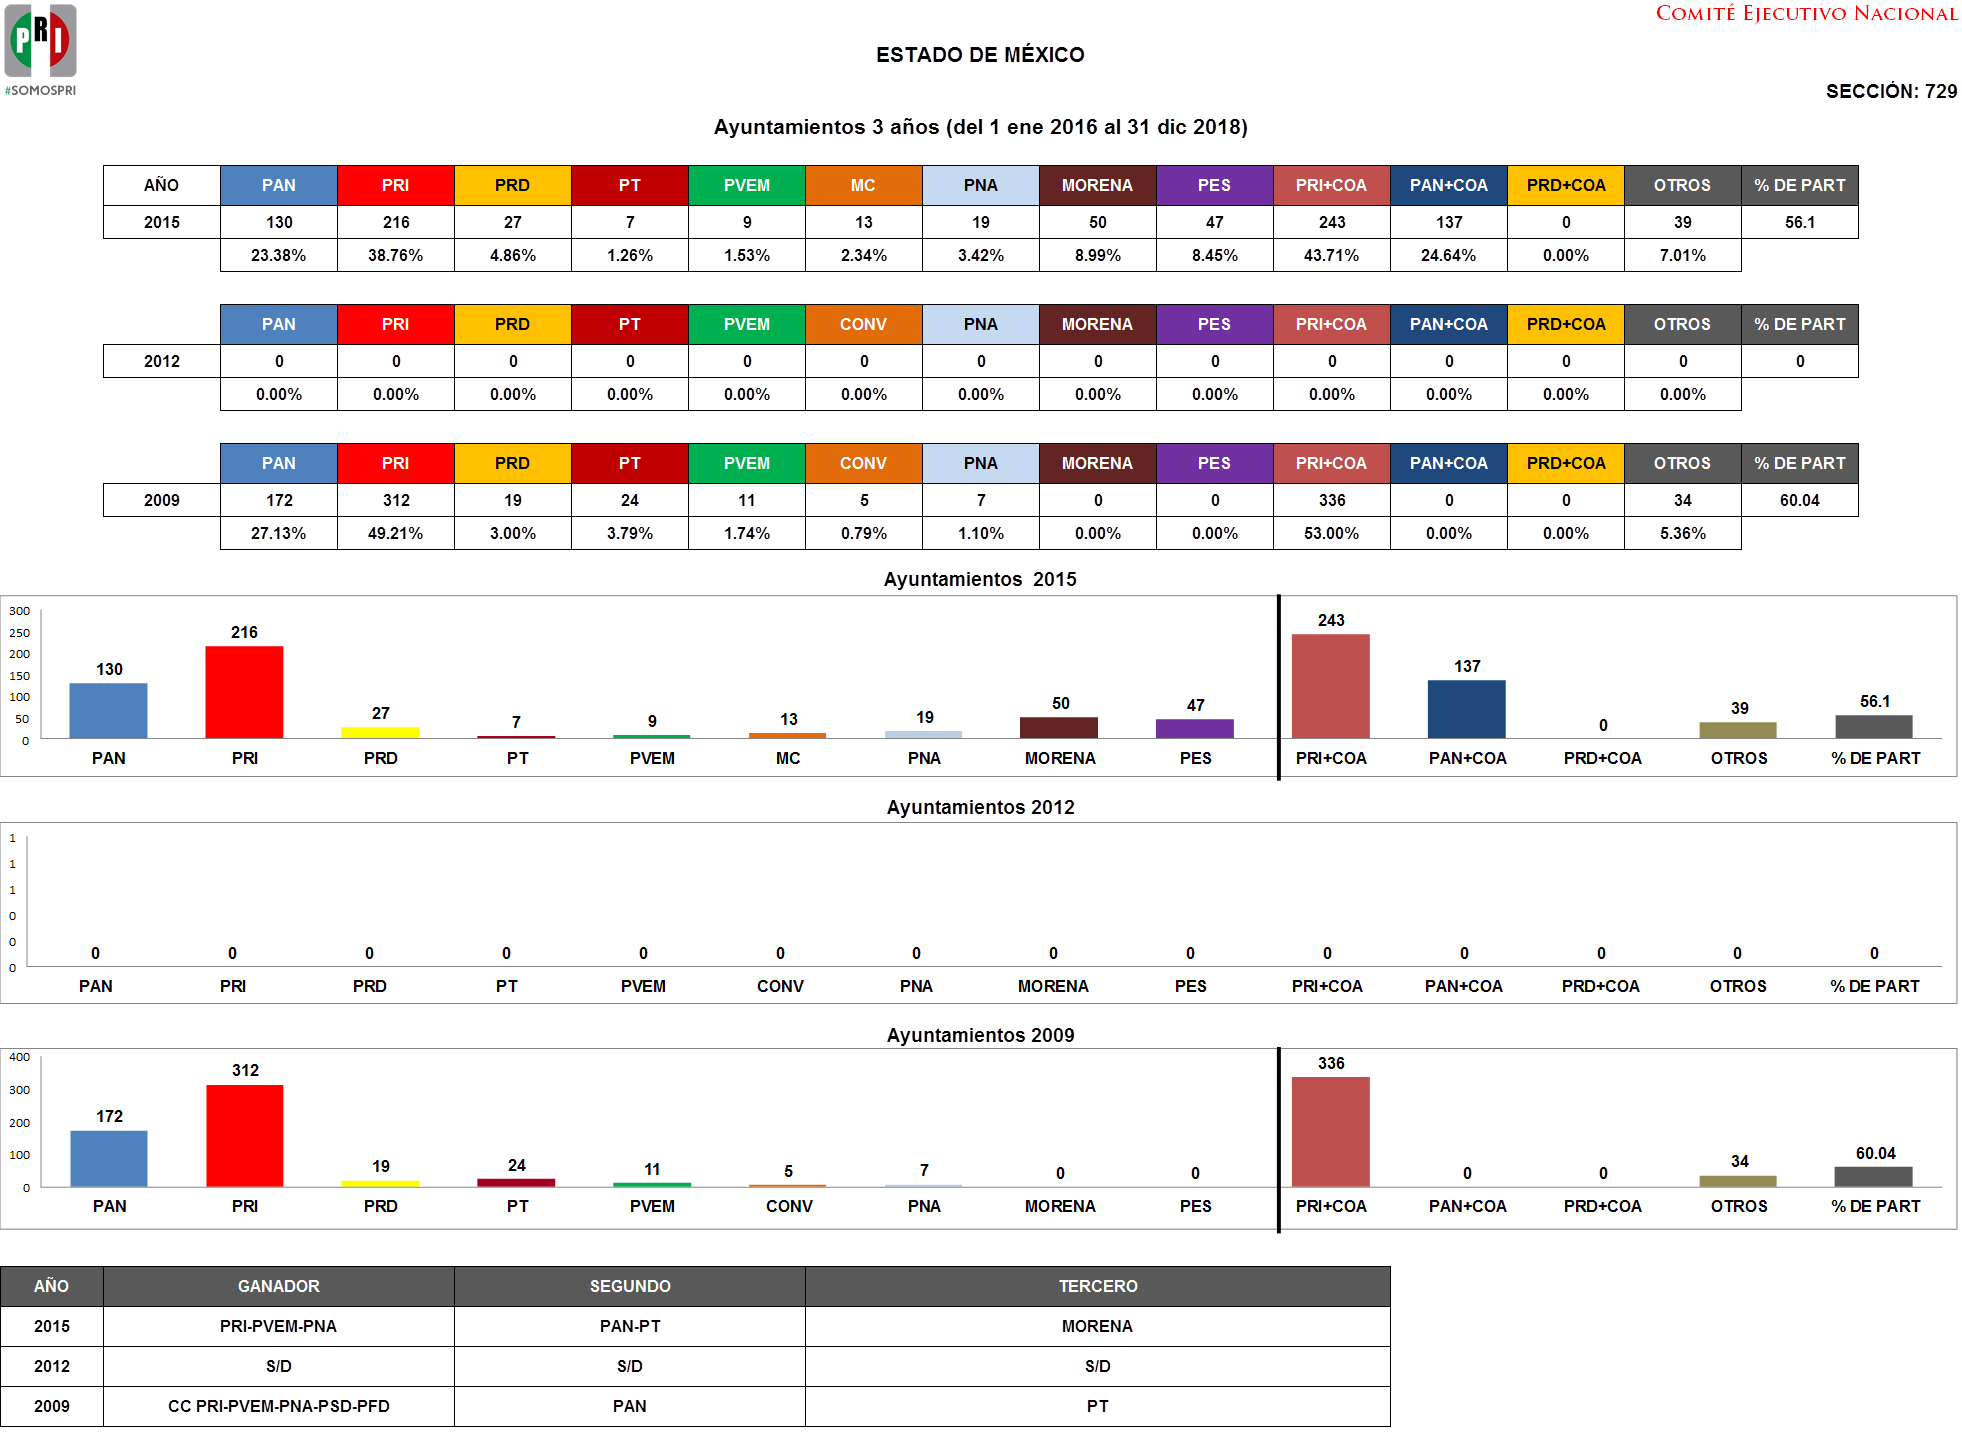 COMITÉ EJECUTIVO NACIONAL
PRI
#SOMOSPRI
ESTADO DE MÉXICO
SECCIÓN: 729
Ayuntamientos 3 años (del 1 ene 2016 al 31 dic 2018)
AÑO PAN PRI PRD PT PVEM MC PNA MORENA PES PRI+COA PAN+COA PRD+COA OTROS % DE PART
2015 130 216 27 7 9 13 19 50 47 243 137 0 39 56.1
23.38% 38.76% 4.86% 1.26% 1.53% 2.34% 3.42% 8.99% 8.45% 43.71% 24.64% 0.00% 7.01%
PAN PRI PRD PT PVEM CONV PNA MORENA PES PRI+COA PAN+COA PRD+COA OTROS % DE PART
2012 0 0 0 0 0 0 0 0 0 0 0 0 0 0
0.00% 0.00% 0.00% 0.00% 0.00% 0.00% 0.00% 0.00% 0.00% 0.00% 0.00% 0.00% 0.00%
PAN PRI PRD PT PVEM CONV PNA MORENA PES PRI+COA PAN+COA PRD+COA OTROS % DE PART
2009 172 312 19 24 11 5 7 0 0 336 0 0 34 60.04
27.13% 49.21% 3.00% 3.79% 1.74% 0.79% 1.10% 0.00% 0.00% 53.00% 0.00% 0.00% 5.36%
Ayuntamientos 2015
300
250
200
150
100
50
0
130 216 27 7 9 13 19 50 47 243 137 0 39 56.1
PAN PRI PRD PT PVEM MC PNA MORENA PES PRI+COA PAN+COA PRD+COA OTROS % DE PART
Ayuntamientos 2012
1
1
1
0
0
0
0 0 0 0 0 0 0 0 0 0 0 0 0 0
PAN PRI PRD PT PVEM CONV PNA MORENA PES PRI+COA PAN+COA PRD+COA OTROS % DE PART
Ayuntamientos 2009
400
300
200
100
0
172 312 19 24 11 5 7 0 0 336 0 0 34 60.04
PAN PRI PRD PT PVEM CONV PNA MORENA PES PRI+COA PAN+COA PRD+COA OTROS % DE PART
AÑO GANADOR SEGUNDO TERCERO
2015 PRI-PVEM-PNA PAN-PT MORENA
2012 S/D S/D S/D
2009 CC PRI-PVEM-PNA-PSD-PFD PAN PT